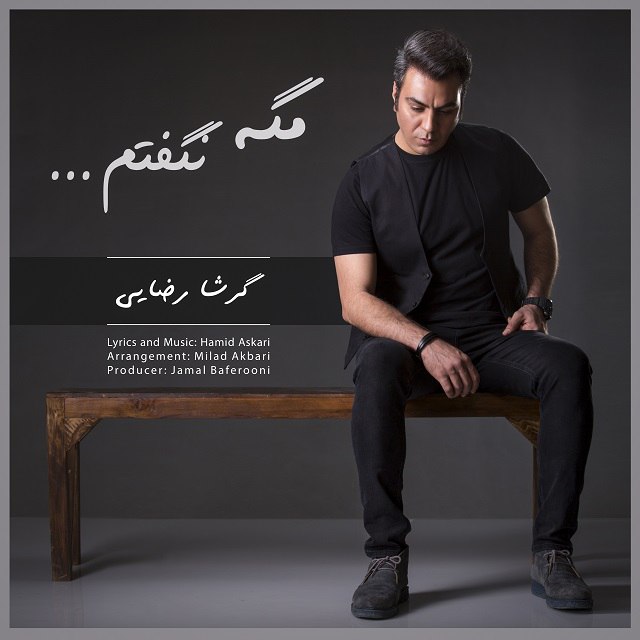 مگه نگفتم ...
گرشا رضایی
Lyrics and Music: Hamid Askari
Arrangement: Milad Akbari
Producer: Jamal Baferooni